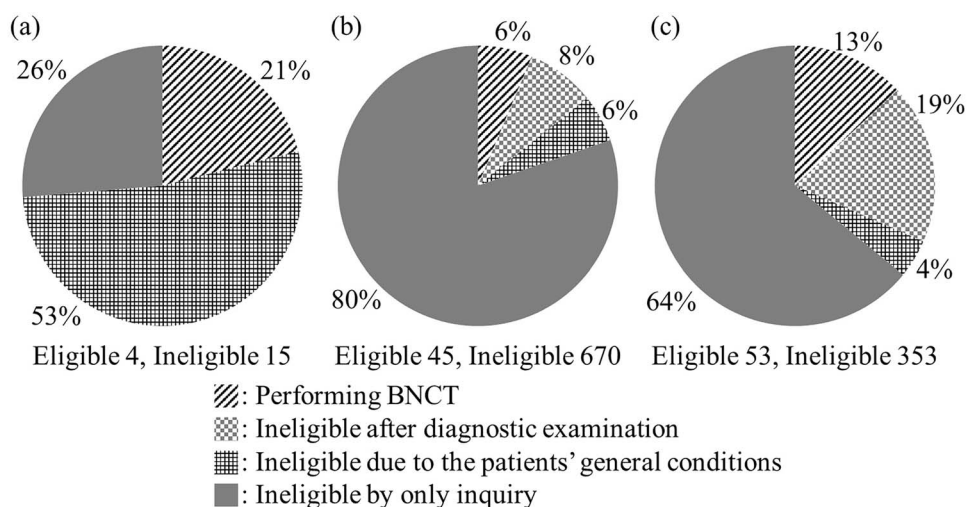 (a)
26%
21%
53%
Eligible 4, Ineligible 15
(b)
6%
8%
6%
80%
Eligible 45, Ineligible 670
(c)
13%
19%
4%
64%
Eligible 53, Ineligible 353
: Performing BNCT
: Ineligible after diagnostic examination
: Ineligible due to the patients’ general conditions
: Ineligible by only inquiry